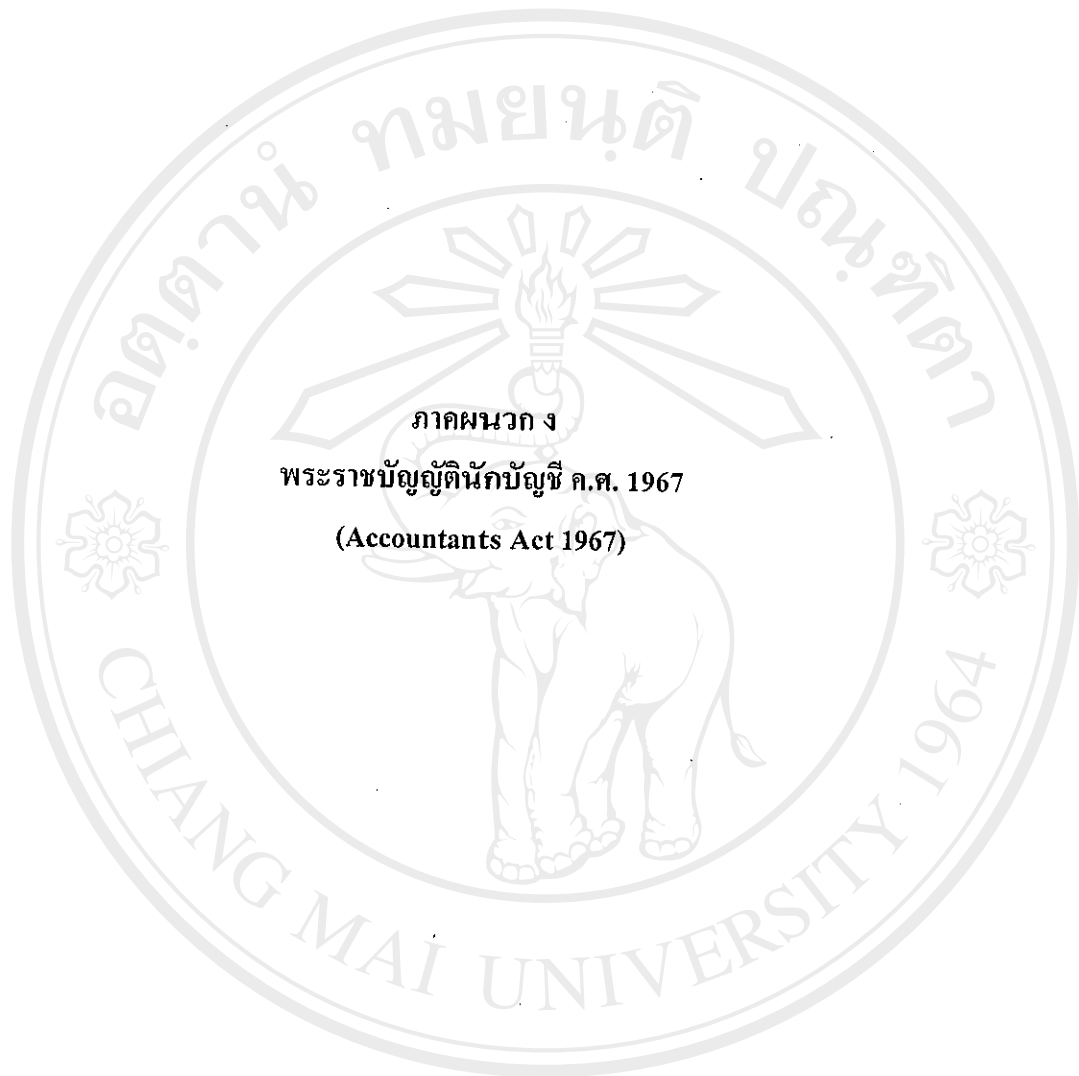 อตฺตานํ ทมยนฺติ ปณฺฑิตา
ภาคผนวก ง
พระราชบัญญัตินักบัญชี ค.ศ. 1967
(Accountants Act 1967)
CHIANG MAI UNIVERSITY 1964